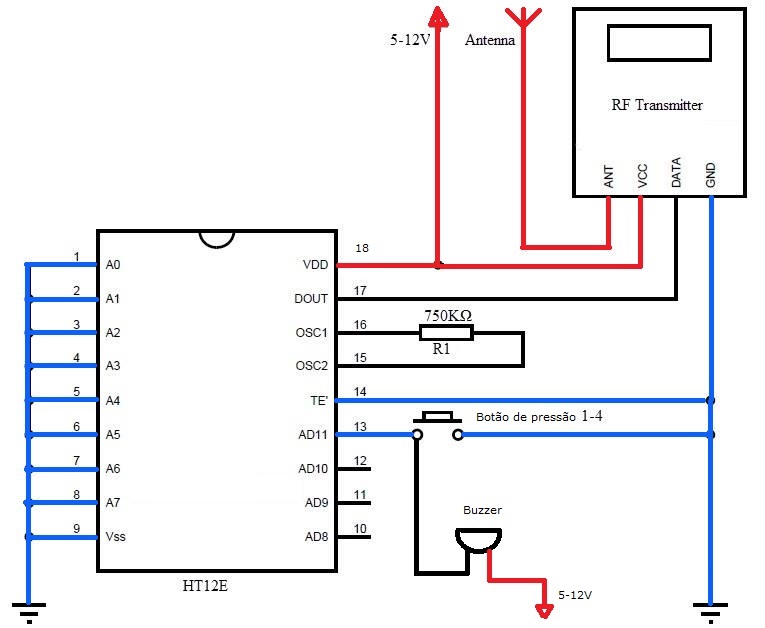 5-12V
Antenna
RF Transmitter
ANT
VCC
DATA
GND
1 A0 VDD 18
2 A1 DOUT 17
3 A2 OSC1 16
750KΩ
R1
4 A3 OSC2 15
5 A4 TE' 14
6 A5 AD11 13
Botão de pressão 1-4
7 A6 AD10 12
8 A7 AD9 11
9 Vss AD8 10
Buzzer
5-12V
HT12E